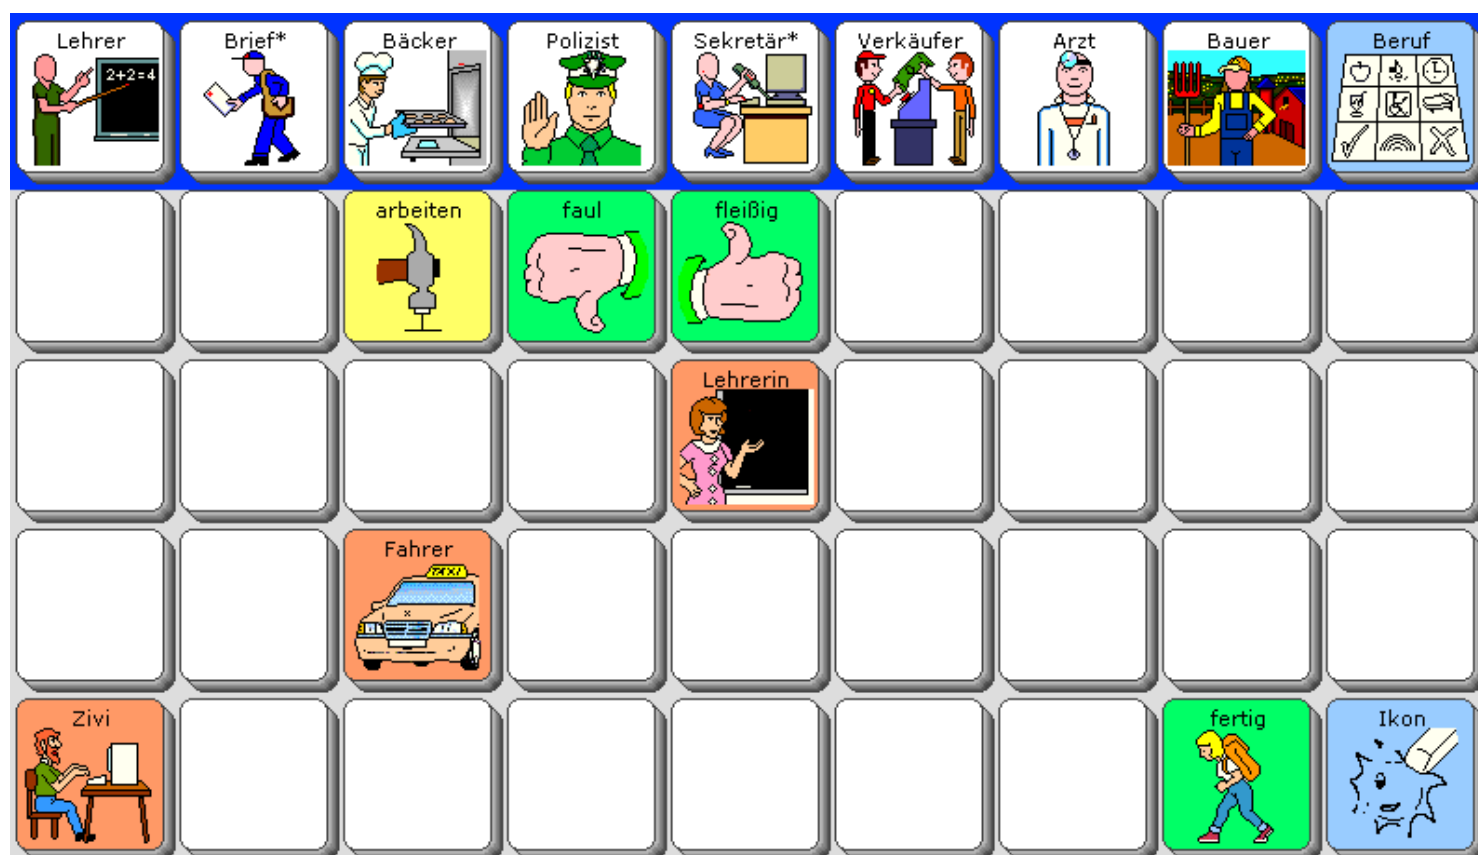 Lehrer
Brief*
Bäcker
Polizist
Sekretär*
Verkäufer
Arzt
Bauer
Beruf
2+2=4
arbeiten
faul
fleißig
Lehrerin
Fahrer
TAXI
Zivi
fertig
Ikon